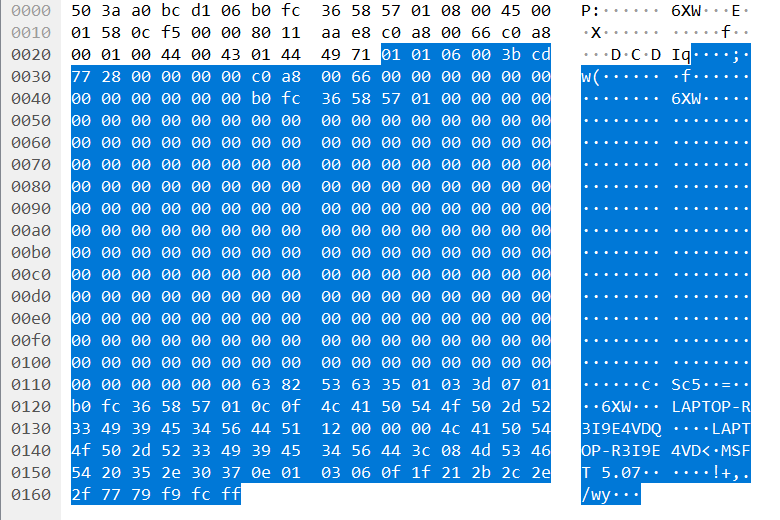 0000 50 3a a0 bc d1 06 b0 fc 36 58 57 01 08 00 45 00 P:······ 6XW···E·
0010 01 58 0c f5 00 00 80 11 aa e8 c0 a8 00 66 c0 a8 ·X······ ·····f··
0020 00 01 00 44 00 43 01 44 49 71 01 01 06 00 3b cd ···D·C·D Iq····;·
0030 77 28 00 00 00 00 c0 a8 00 66 00 00 00 00 00 00 w(······ ·f······
0040 00 00 00 00 00 00 b0 fc 36 58 57 01 00 00 00 00 ········ 6XW·····
0050 00 00 00 00 00 00 00 00 00 00 00 00 00 00 00 00 ········ ········
0060 00 00 00 00 00 00 00 00 00 00 00 00 00 00 00 00 ········ ········
0070 00 00 00 00 00 00 00 00 00 00 00 00 00 00 00 00 ········ ········
0080 00 00 00 00 00 00 00 00 00 00 00 00 00 00 00 00 ········ ········
0090 00 00 00 00 00 00 00 00 00 00 00 00 00 00 00 00 ········ ········
00a0 00 00 00 00 00 00 00 00 00 00 00 00 00 00 00 00 ········ ········
00b0 00 00 00 00 00 00 00 00 00 00 00 00 00 00 00 00 ········ ········
00c0 00 00 00 00 00 00 00 00 00 00 00 00 00 00 00 00 ········ ········
00d0 00 00 00 00 00 00 00 00 00 00 00 00 00 00 00 00 ········ ········
00e0 00 00 00 00 00 00 00 00 00 00 00 00 00 00 00 00 ········ ········
00f0 00 00 00 00 00 00 00 00 00 00 00 00 00 00 00 00 ········ ········
0100 00 00 00 00 00 00 00 00 00 00 00 00 00 00 00 00 ········ ········
0110 00 00 00 00 00 00 63 82 53 63 35 01 03 3d 07 01 ······c· Sc5··=··
0120 b0 fc 36 58 57 01 0c 0f 4c 41 50 54 4f 50 2d 52 ··6XW··· LAPTOP-R
0130 33 49 39 45 34 56 44 51 12 00 00 00 4c 41 50 54 3I9E4VDQ ····LAPT
0140 4f 50 2d 52 33 49 39 45 34 56 44 3c 08 4d 53 46 OP-R3I9E 4VD<·MSF
0150 54 20 35 2e 30 37 0e 01 03 06 0f 1f 21 2b 2c 2e T 5.07·· ····!+,.
0160 2f 77 79 f9 fc ff /wy···